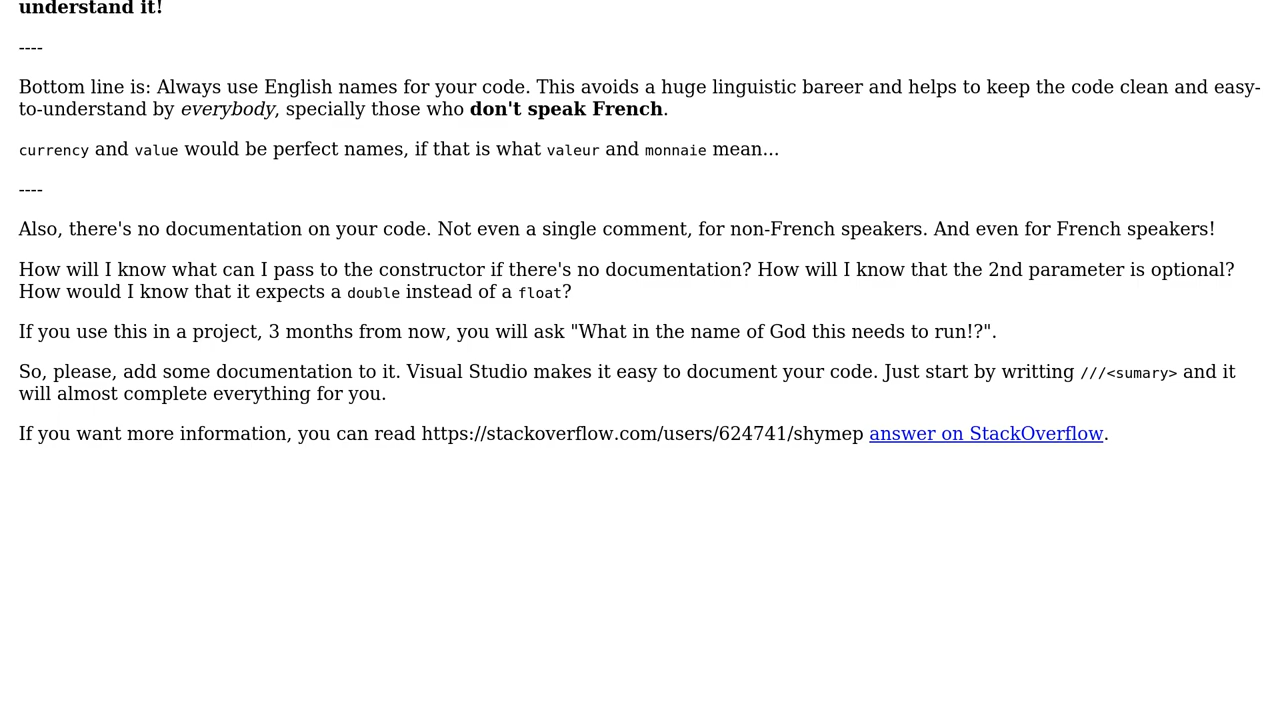 understand it!
----
Bottom line is: Always use English names for your code. This avoids a huge linguistic bareer and helps to keep the code clean and easy-
to-understand by everybody, specially those who don't speak French.
currency and value would be perfect names, if that is what valeur and monnaie mean...
----
Also, there's no documentation on your code. Not even a single comment, for non-French speakers. And even for French speakers!
How will I know what can I pass to the constructor if there's no documentation? How will I know that the 2nd parameter is optional?
How would I know that it expects a double instead of a float?
If you use this in a project, 3 months from now, you will ask "What in the name of God this needs to run!?".
So, please, add some documentation to it. Visual Studio makes it easy to document your code. Just start by writting ///<sumary> and it
will almost complete everything for you.
If you want more information, you can read https://stackoverflow.com/users/624741/shymep answer on StackOverflow.